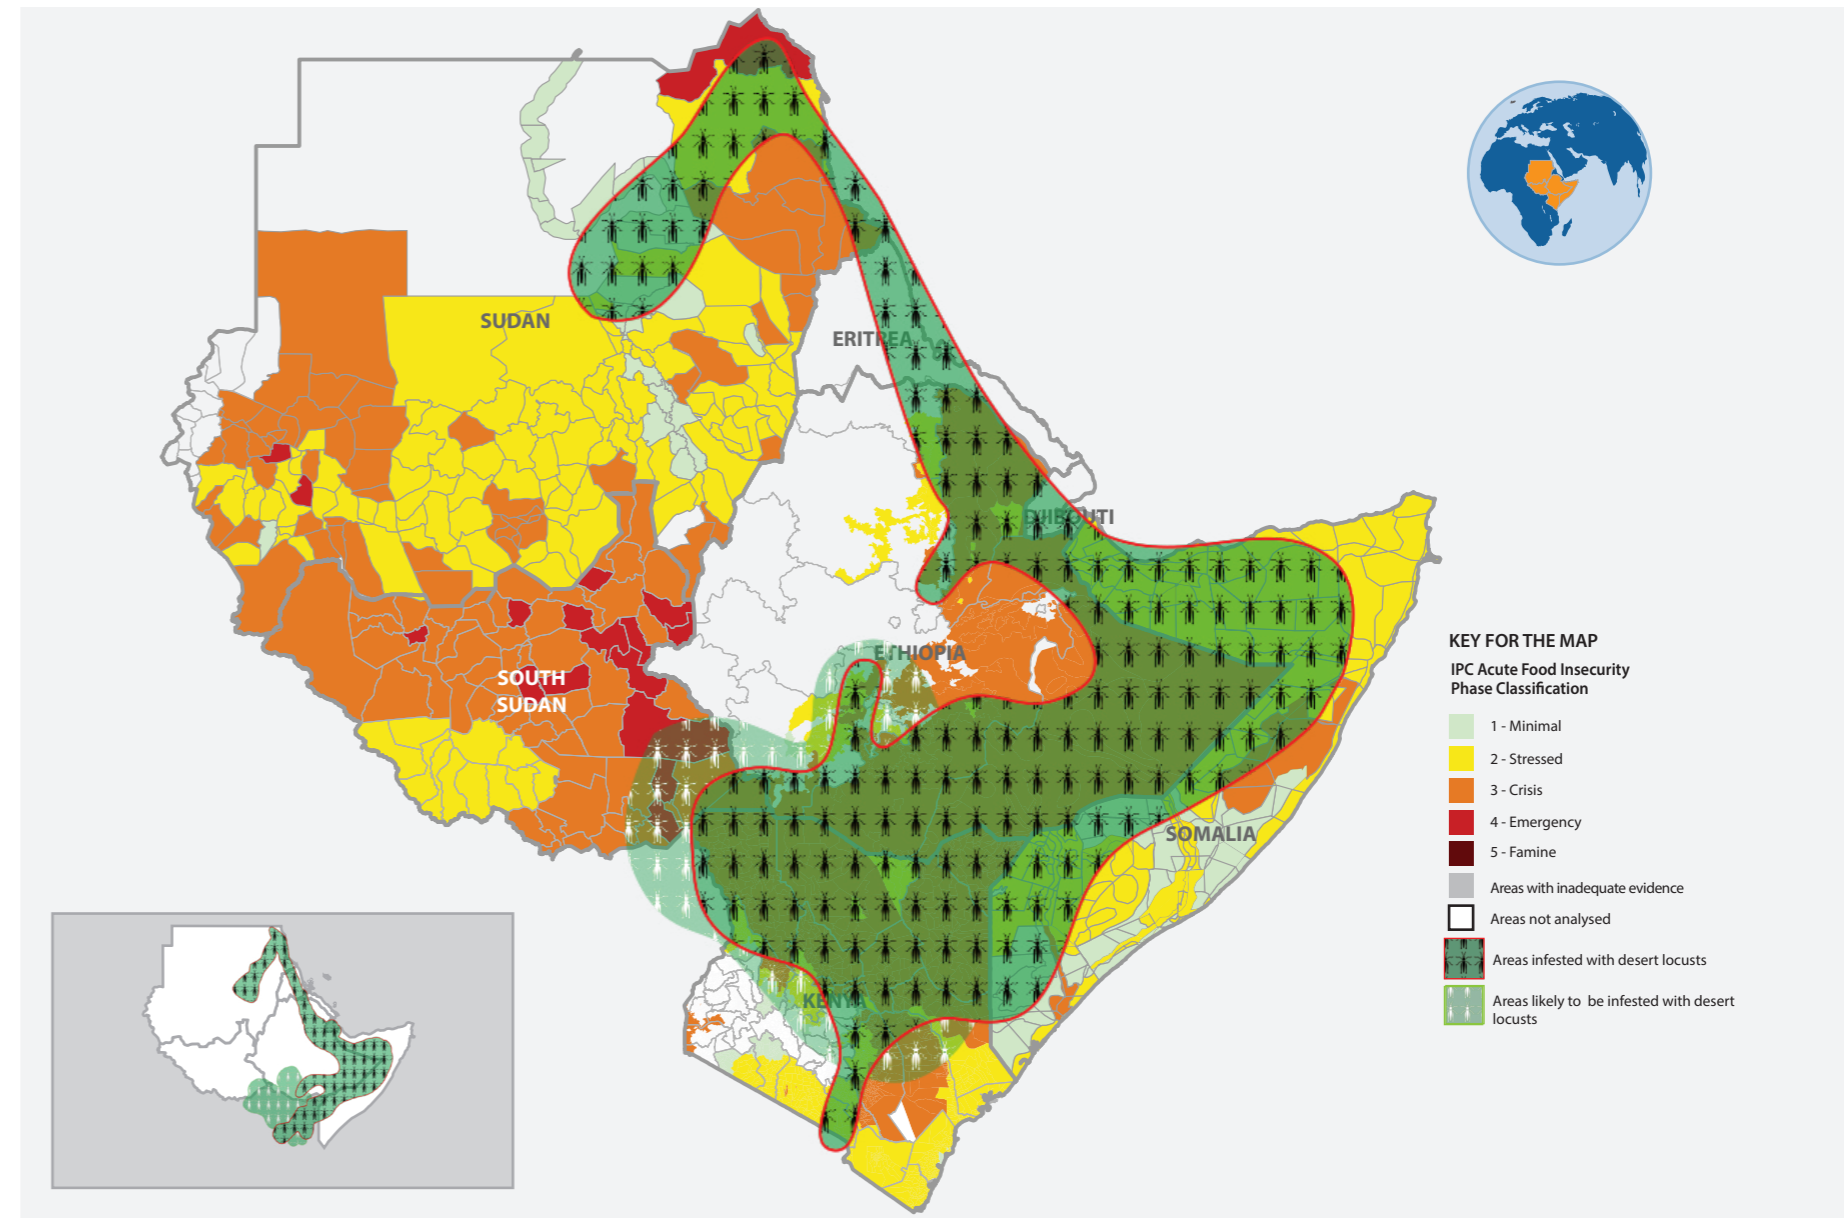 SUDAN
ERITREA
DJIBOUTI
ETHIOPIA
SOUTH
SUDAN
SOMALIA
KENYA
KEY FOR THE MAP
IPC Acute Food Insecurity
Phase Classification
1 - Minimal
2 - Stressed
3 - Crisis
4 - Emergency
5 - Famine
Areas with inadequate evidence
Areas not analysed
Areas infested with desert locusts
Areas likely to be infested with desert
locusts